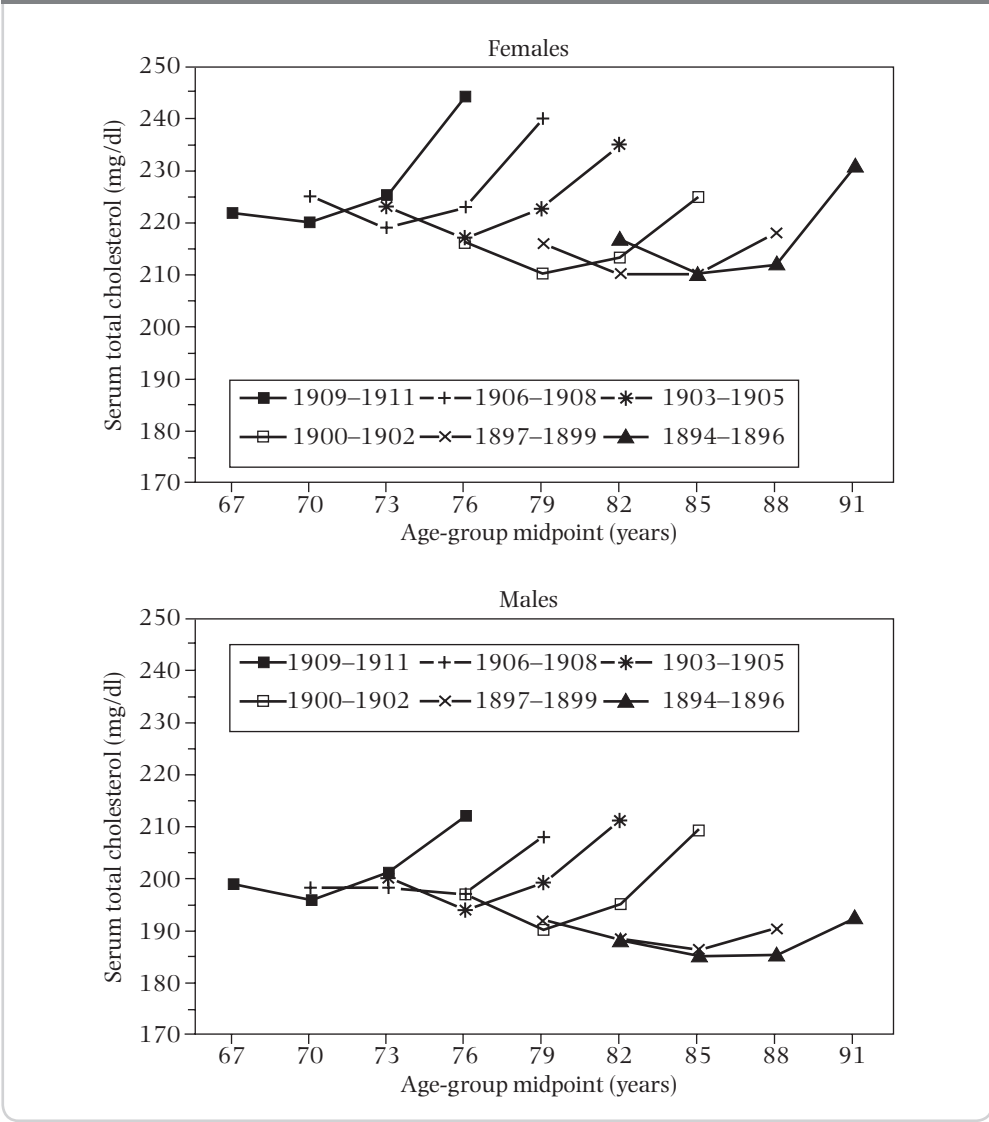 Females
Serum total cholesterol (mg/dl)
250
240
230
220
210
200
190
180
170
1909–1911 1906–1908 1903–1905
1900–1902 1897–1899 1894–1896
67 70 73 76 79 82 85 88 91
Age-group midpoint (years)
Males
Serum total cholesterol (mg/dl)
250
240
230
220
210
200
190
180
170
1909–1911 1906–1908 1903–1905
1900–1902 1897–1899 1894–1896
67 70 73 76 79 82 85 88 91
Age-group midpoint (years)